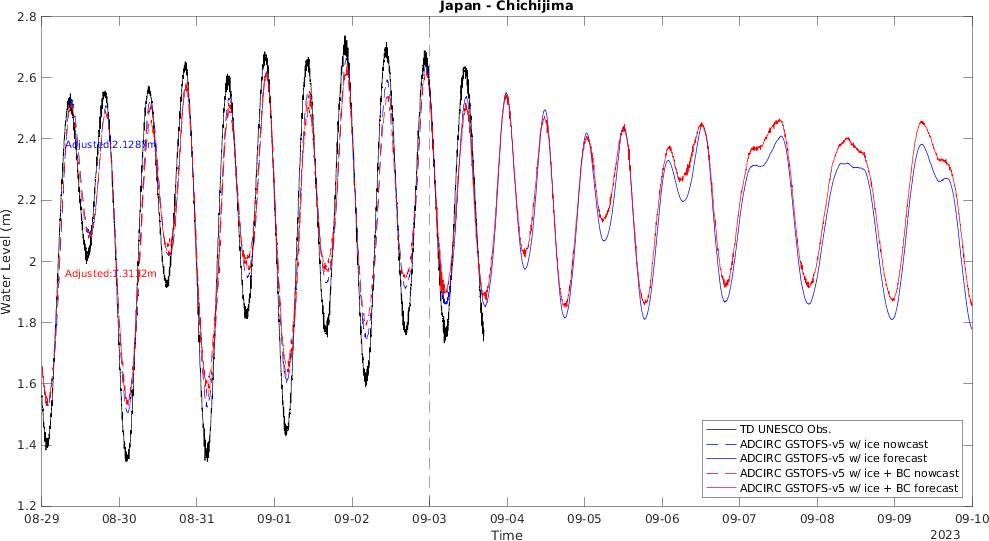 Japan - Chichijima
2.8
2.6
2.4
2.2
2
1.8
1.6
1.4
1.2
Water Level (m)
Adjusted:1.3132m
08-29
08-30
08-31
09-01
09-02
09-03
09-04
09-05
09-06
09-07
09-08
09-09
09-10
Time
2023
TD UNESCO Obs.
ADCIRC GSTOFS-v5 w/ ice nowcast
ADCIRC GSTOFS-v5 w/ ice forecast
ADCIRC GSTOFS-v5 w/ ice + BC nowcast
ADCIRC GSTOFS-v5 w/ ice + BC forecast